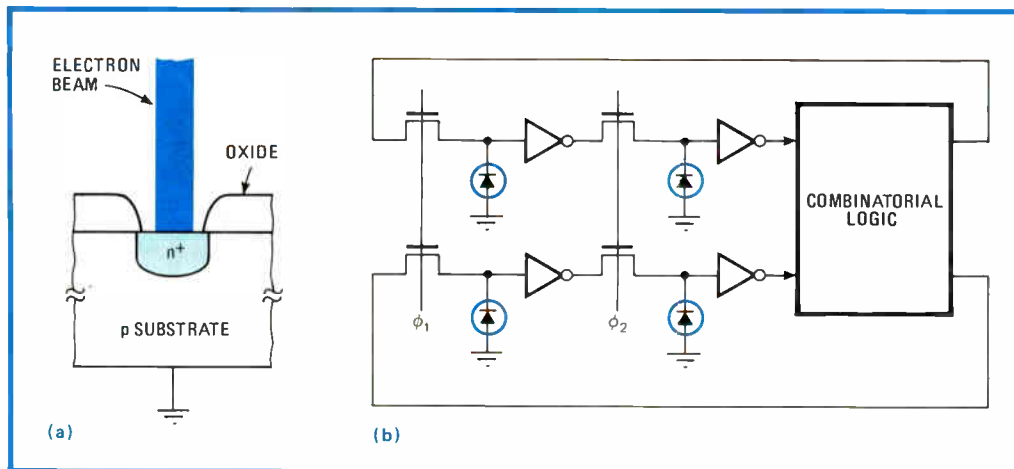 ELECTRON
BEAM
OXIDE
n+
p SUBSTRATE
(a)
ϕ1
ϕ2
COMBINATORIAL
LOGIC
(b)